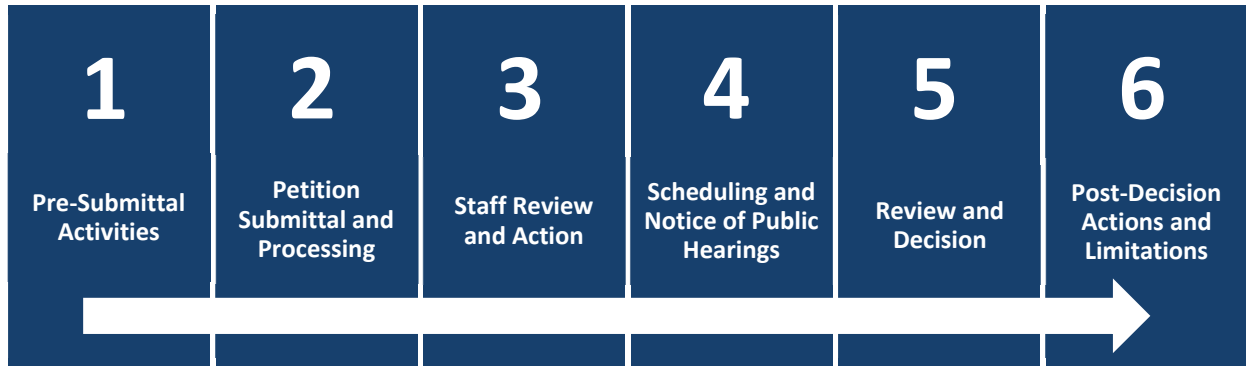 1
Pre-Submittal
Activities
2
Petition
Submittal and
Processing
3
Staff Review
and Action
4
Scheduling and
Notice of Public
Hearings
5
Review and
Decision
6
Post-Decision
Actions and
Limitations